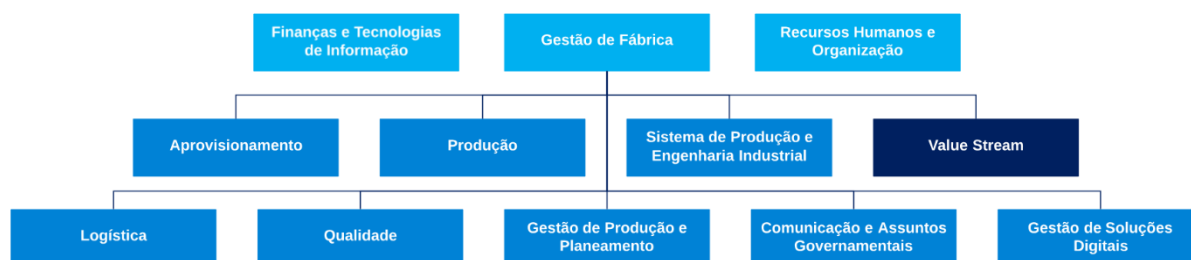 Finanças e Tecnologias
de Informação
Gestão de Fábrica
Recursos Humanos e
Organização
Aprovisionamento
Produção
Sistema de Produção e
Engenharia Industrial
Value Stream
Logística
Qualidade
Gestão de Produção e
Planeamento
Comunicação e Assuntos
Governamentais
Gestão de Soluções
Digitais